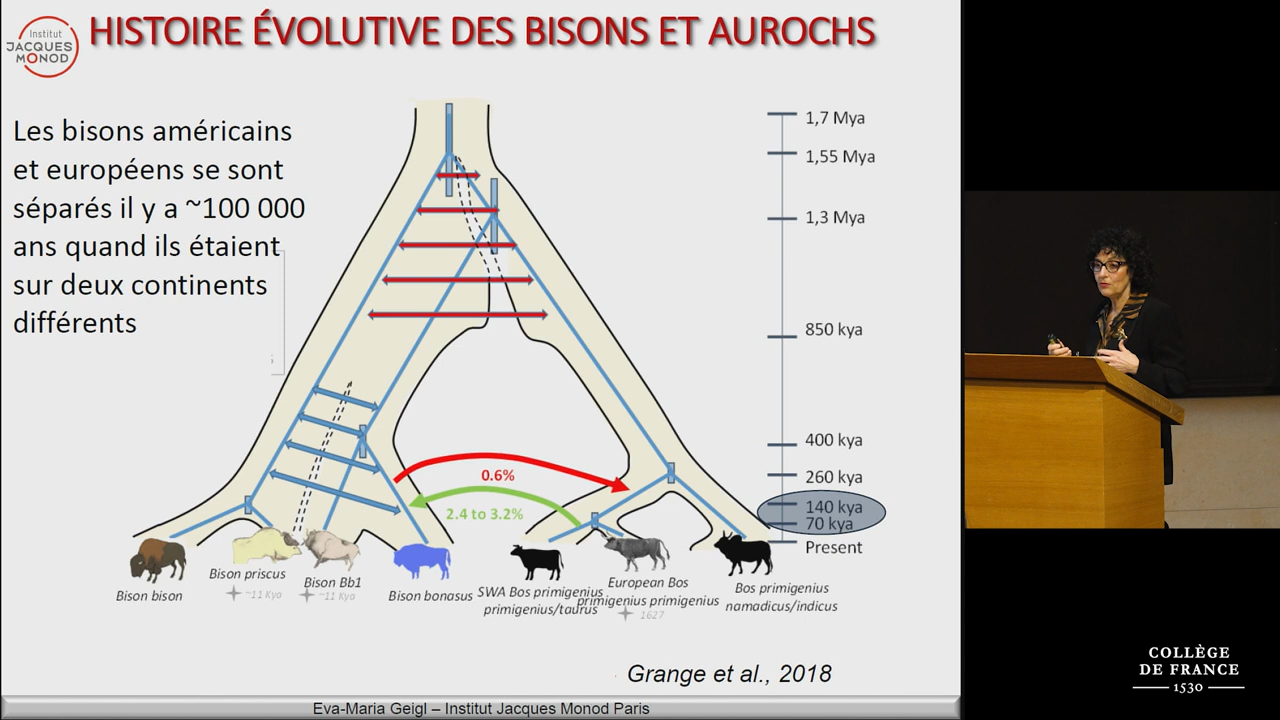 Institut
JACQUES
MONOD
HISTOIRE ÉVOLUTIVE DES BISONS ET AUROCHS
Les bisons américains
et européens se sont
séparés il y a ~100 000
ans quand ils étaient
sur deux continents
différents
1,7 Mya
1,55 Mya
1,3 Mya
850 kya
400 kya
260 kya
140 kya
70 kya
Present
0.6%
2.4 to 3.2%
Bison bison
Bison priscus
~11 Kyo
Bison Bb1
~11 Kyo
Bison bonasus
SWA Bos primigenius
primigenius/taurus
European Bos
primigenius primigenius
1627
Bos primigenius
namadicus/indicus
Grange et al., 2018
Eva-Maria Geigl – Institut Jacques Monod Paris
COLLÈGE
DE FRANCE
1530